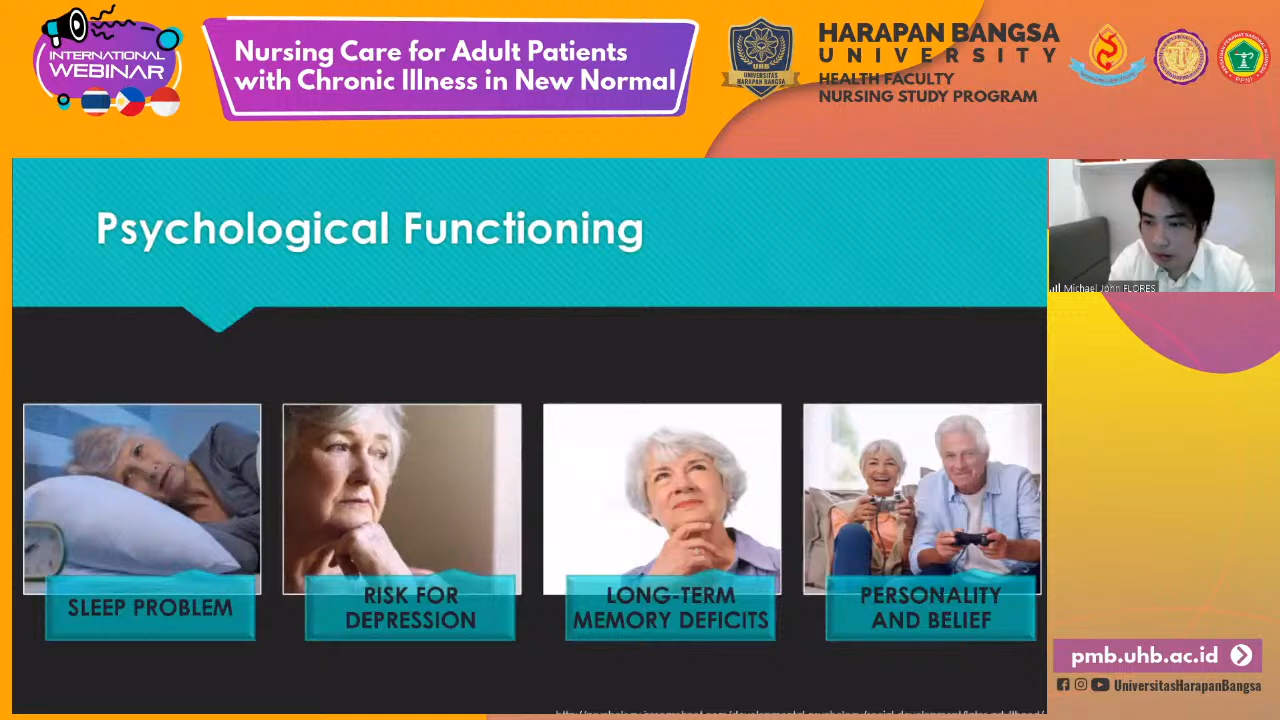 INTERNATIONAL
WEBINAR
Nursing Care for Adult Patients
with Chronic Illness in New Normal
UHB
UNIVERSITAS
HARAPAN BANGSA
HARAPAN BANGSA
UNIVERSITY
HEALTH FACULTY
NURSING STUDY PROGRAM
PPNI
Psychological Functioning
Michael John FLORES
SLEEP PROBLEM
RISK FOR
DEPRESSION
LONG-TERM
MEMORY DEFICITS
PERSONALITY
AND BELIEF
pmb.uhb.ac.id
UniversitasHarapanBangsa